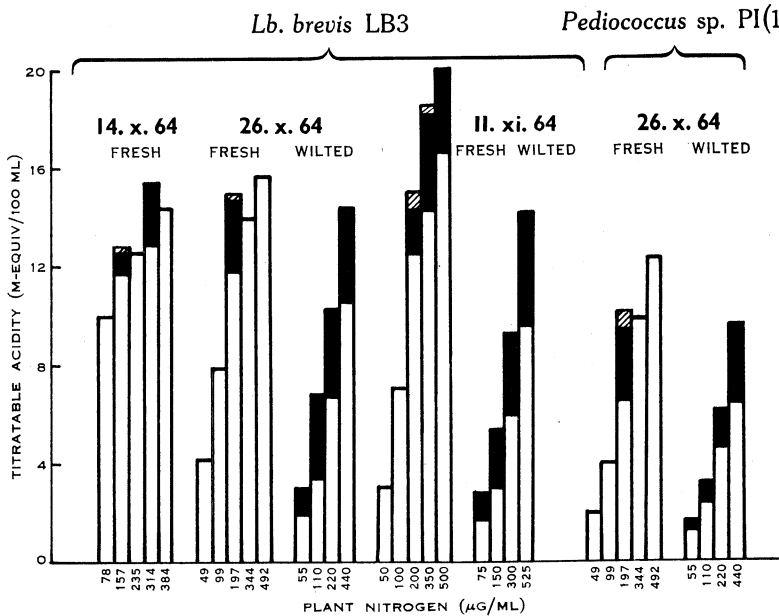 Lb. brevis LB3 Pediococcus sp. PI(1
20
14. x. 64 26. x. 64 11. xi. 64 26. x. 64
FRESH FRESH WILTED FRESH WILTED FRESH WILTED
16
12
8
4
0
TITRATABLE ACIDITY (M-EQUIV/100 ML)
78 157 235 314 384 49 99 197 344 492 55 110 220 440 50 100 200 350 500 75 150 300 525 49 99 197 344 492 55 110 220 440
PLANT NITROGEN (μG/ML)